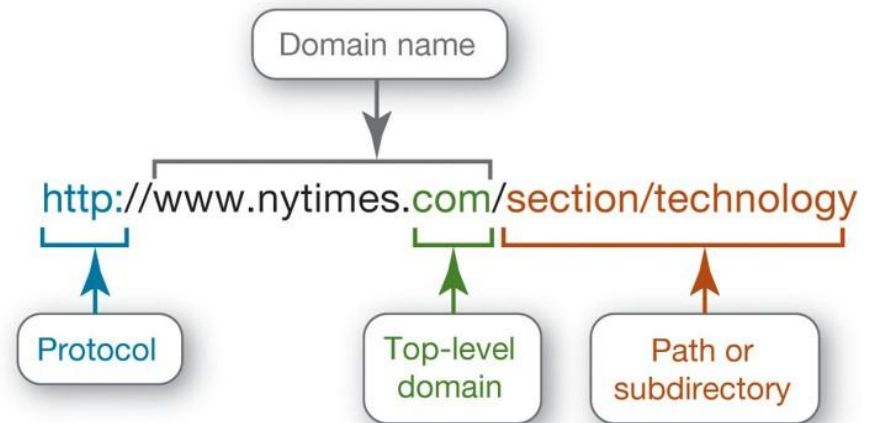 Domain name
http://www.nytimes.com/section/technology
Protocol
Top-level
domain
Path or
subdirectory